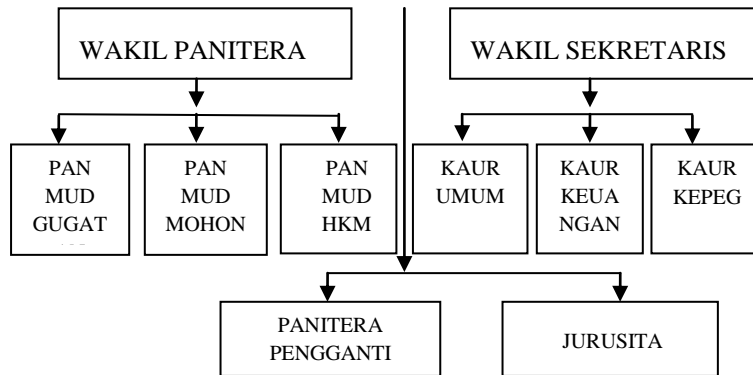 WAKIL PANITERA
WAKIL SEKRETARIS
PAN
MUD
GUGAT
PAN
MUD
MOHON
PAN
MUD
HKM
KAUR
UMUM
KAUR
KEUA
NGAN
KAUR
KEPEG
PANITERA
PENGGANTI
JURUSITA